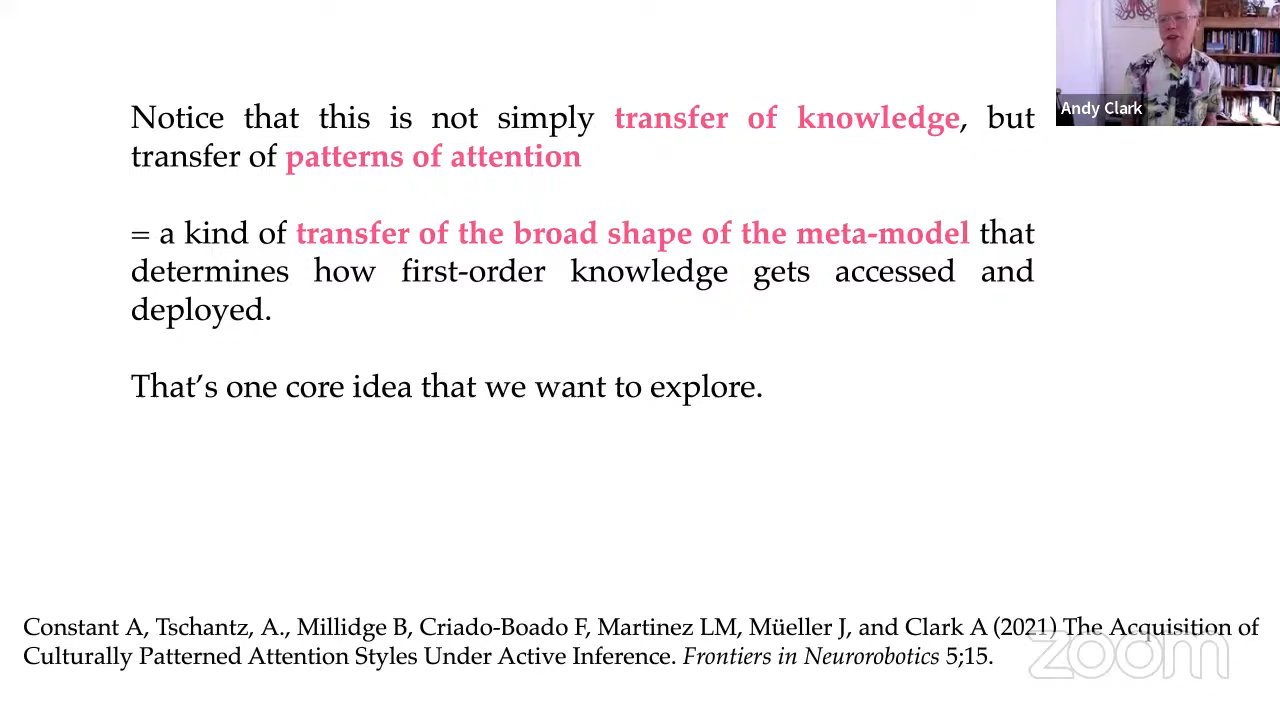 Notice that this is not simply transfer of knowledge, but
transfer of patterns of attention
= a kind of transfer of the broad shape of the meta-model that
determines how first-order knowledge gets accessed and
deployed.
That's one core idea that we want to explore.
Andy Clark
Constant A, Tschantz, A., Millidge B, Criado-Boado F, Martinez LM, Müeller J, and Clark A (2021) The Acquisition of
Culturally Patterned Attention Styles Under Active Inference. Frontiers in Neurorobotics 5;15.
zoom